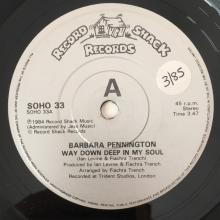 RECORD SHACK
RECORDS
A
3/85
SOHO 33
SOHO 33A
45 r.p.m.
Stereo
Time 3:47
℗1984 Record Shack Music
(Administered by Jess Music)
© Record Shack Records
BARBARA PENNINGTON
WAY DOWN DEEP IN MY SOUL
(Ian Levine & Fiachra Trench)
Produced by Ian Levine & Fiachra Trench
Arranged by Fiachra Trench
Recorded at Trident Studios, London